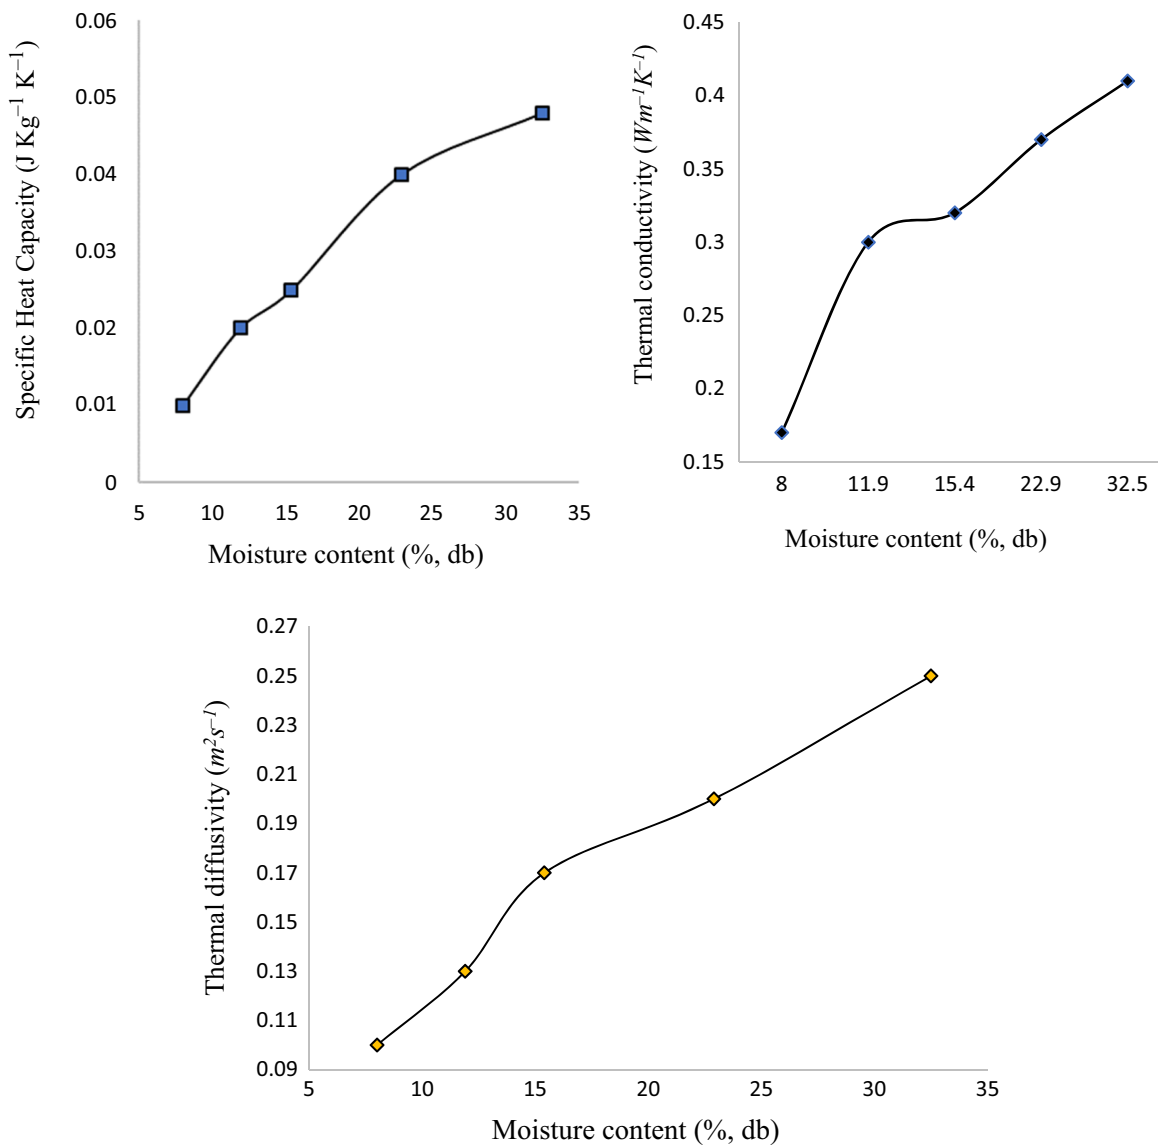 Specific Heat Capacity (J Kg⁻¹ K⁻¹)
0.06
0.05
0.04
0.03
0.02
0.01
0
5 10 15 20 25 30 35
Moisture content (%, db)
Thermal conductivity (Wm⁻¹K⁻¹)
0.45
0.4
0.35
0.3
0.25
0.2
0.15
8 11.9 15.4 22.9 32.5
Moisture content (%, db)
Thermal diffusivity (m²s⁻¹)
0.27
0.25
0.23
0.21
0.19
0.17
0.15
0.13
0.11
0.09
5 10 15 20 25 30 35
Moisture content (%, db)